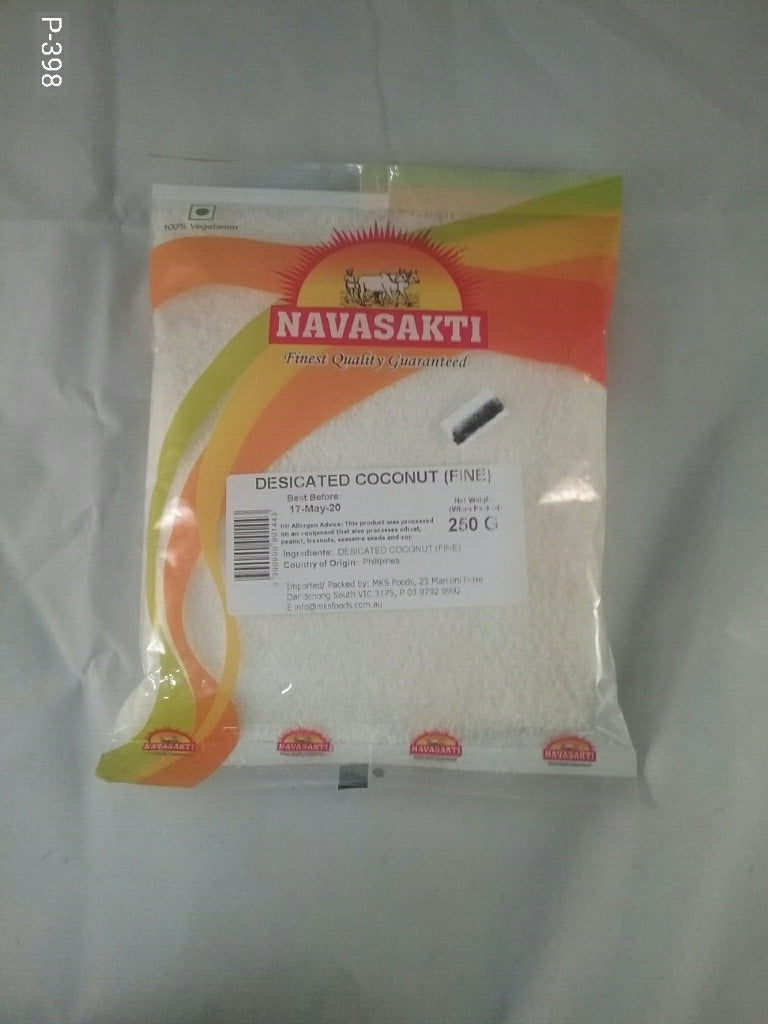 P-398
100% Vegetarian
NAVASAKTI
Finest Quality Guaranteed
DESICATED COCONUT (FINE)
Best Before:
17-May-20
Net Weight
(When Packed)
250 G
Allergen Advice: This product was processed
on an equipment that also processes wheat,
peanut, treenuts, seasame seeds and soy
Ingredients: DESICATED COCONUT (FINE)
Country of Origin: Philipines
Imported/ Packed by: MKS Foods, 23 Marconi Drive
Dandenong South VIC 3175, P 03 9792 9992
E info@mksfoods.com.au
NAVASAKTI
NAVASAKTI
NAVASAKTI
NAVASAKTI